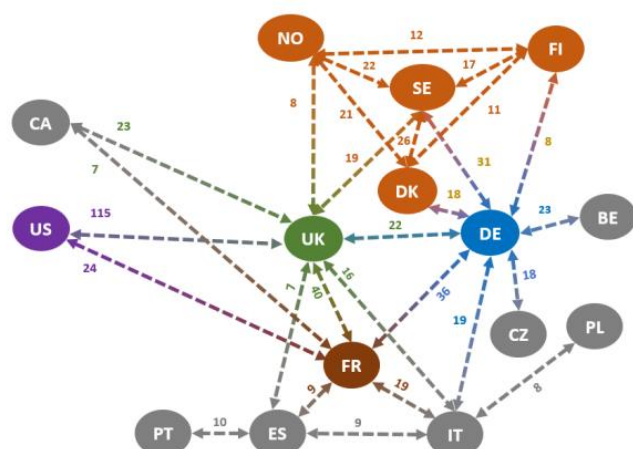 NO
12
FI
22
SE
17
CA
23
8
21
11
7
19
26
31
8
DK
18
US
115
UK
22
DE
23
BE
24
16
18
7
40
36
19
CZ
PL
FR
9
19
8
PT
10
ES
9
IT